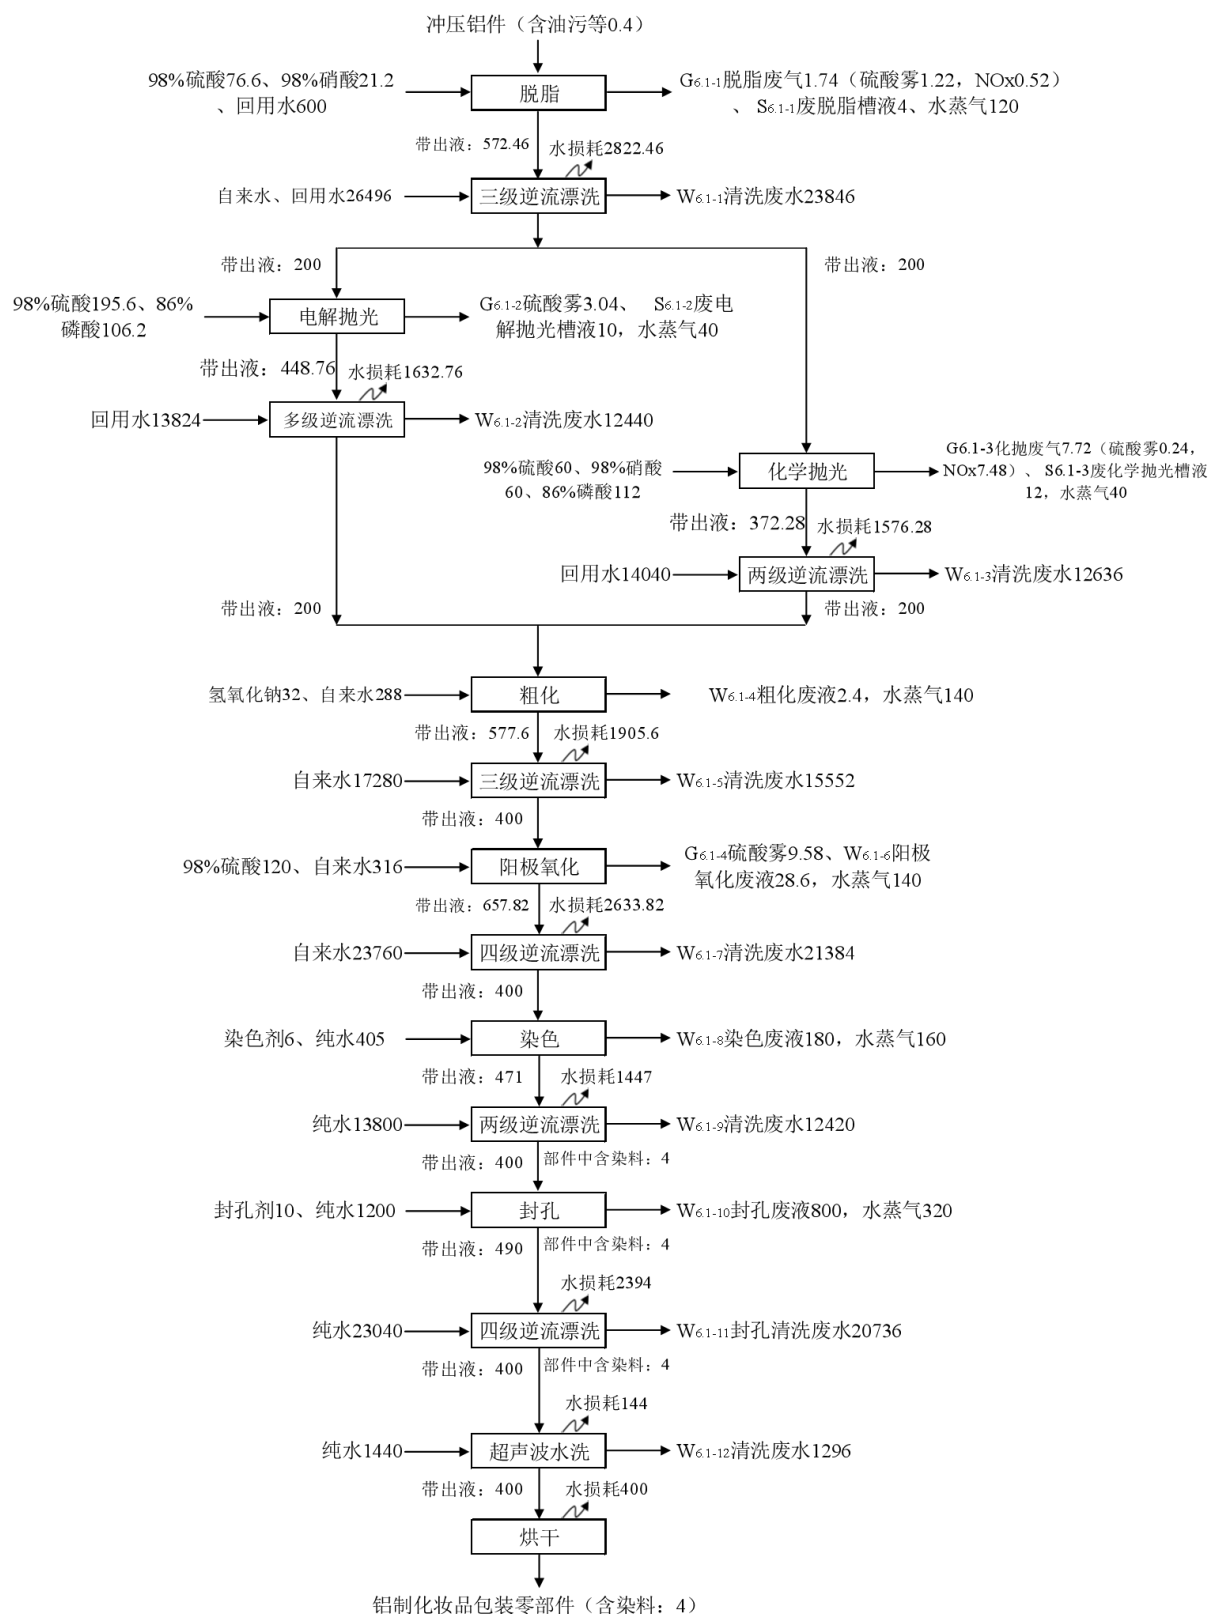 冲压铝件（含油污等0.4）
98%硫酸76.6、98%硝酸21.2
、回用水600
脱脂
G6.1-1脱脂废气1.74（硫酸雾1.22，NOx0.52）
、 S6.1-1废脱脂槽液4、水蒸气120
带出液：572.46
水损耗2822.46
自来水、回用水26496
三级逆流漂洗
W6.1-1清洗废水23846
带出液：200
带出液：200
98%硫酸195.6、86%
磷酸106.2
电解抛光
G6.1-2硫酸雾3.04、 S6.1-2废电
解抛光槽液10，水蒸气40
带出液：448.76
水损耗1632.76
回用水13824
多级逆流漂洗
W6.1-2清洗废水12440
98%硫酸60、98%硝酸
60、86%磷酸112
化学抛光
G6.1-3化抛废气7.72（硫酸雾0.24，
NOx7.48）、 S6.1-3废化学抛光槽液
12，水蒸气40
带出液：372.28
水损耗1576.28
回用水14040
两级逆流漂洗
W6.1-3清洗废水12636
带出液：200
带出液：200
氢氧化钠32、自来水288
粗化
W6.1-4粗化废液2.4，水蒸气140
带出液：577.6
水损耗1905.6
自来水17280
三级逆流漂洗
W6.1-5清洗废水15552
带出液：400
98%硫酸120、自来水316
阳极氧化
G6.1-4硫酸雾9.58、W6.1-6阳极
氧化废液28.6，水蒸气140
带出液：657.82
水损耗2633.82
自来水23760
四级逆流漂洗
W6.1-7清洗废水21384
带出液：400
染色剂6、纯水405
染色
W6.1-8染色废液180，水蒸气160
带出液：471
水损耗1447
纯水13800
两级逆流漂洗
W6.1-9清洗废水12420
带出液：400
部件中含染料：4
封孔剂10、纯水1200
封孔
W6.1-10封孔废液800，水蒸气320
带出液：490
部件中含染料：4
水损耗2394
纯水23040
四级逆流漂洗
W6.1-11封孔清洗废水20736
带出液：400
部件中含染料：4
水损耗144
纯水1440
超声波水洗
W6.1-12清洗废水1296
带出液：400
水损耗400
烘干
铝制化妆品包装零部件（含染料：4）